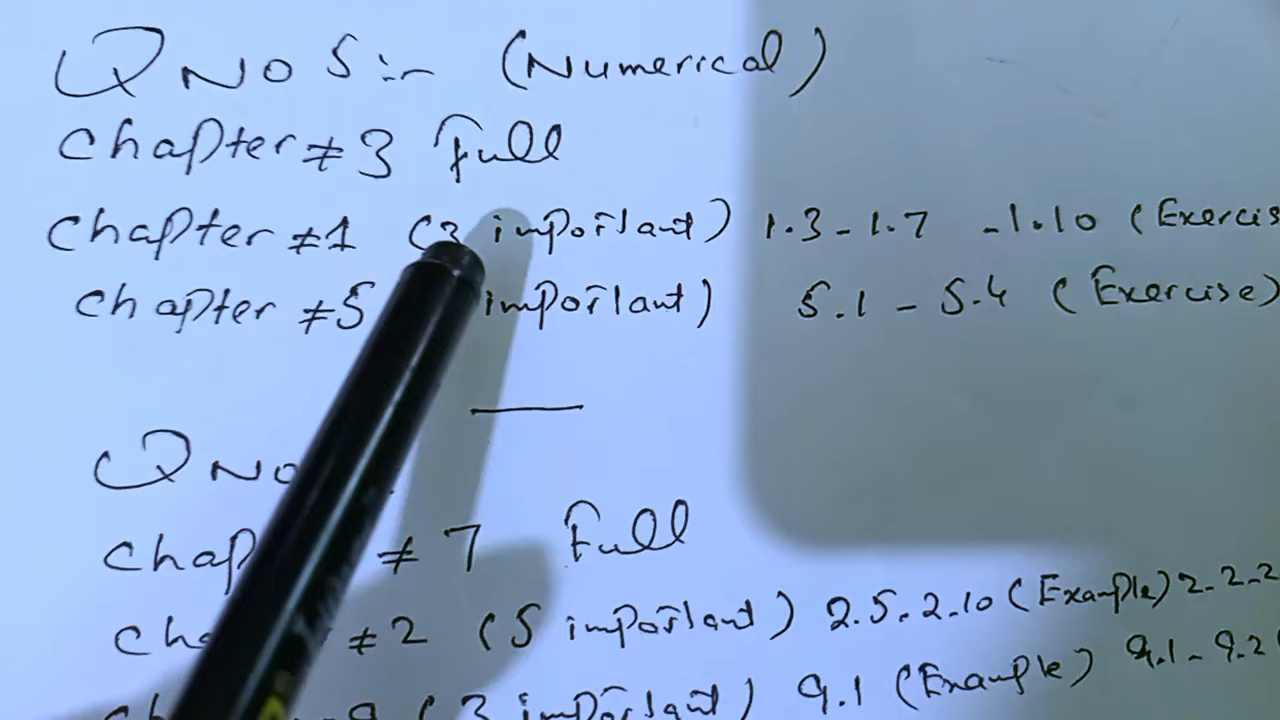 Q No 5:- (Numerical)
Chapter #3 Full
Chapter #1 (3 important) 1.3-1.7 -1.10 (Exercis
Chapter #5 important) 5.1 - 5.4 (Exercise)
Q No
Chap # 7 Full
Ch #2 (5 important) 2.5.2.10 (Example) 2.2-2
9 (3 important) 9.1 (Example) 9.1-9.2